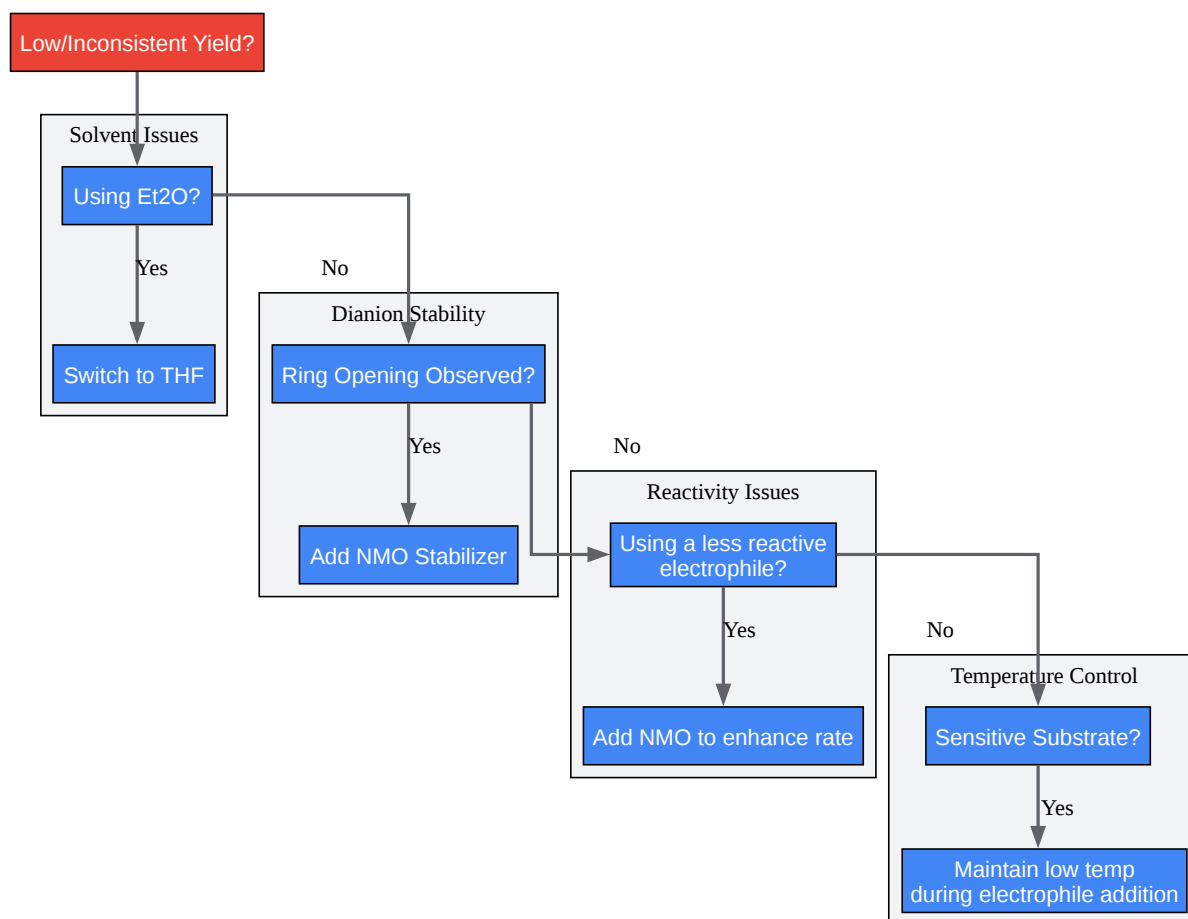 Low/Inconsistent Yield?
Solvent Issues
Using Et2O?
Yes
No
Switch to THF
Dianion Stability
Ring Opening Observed?
Yes
No
Add NMO Stabilizer
Reactivity Issues
Using a less reactive
electrophile?
Yes
No
Add NMO to enhance rate
Temperature Control
Sensitive Substrate?
Yes
Maintain low temp
during electrophile addition